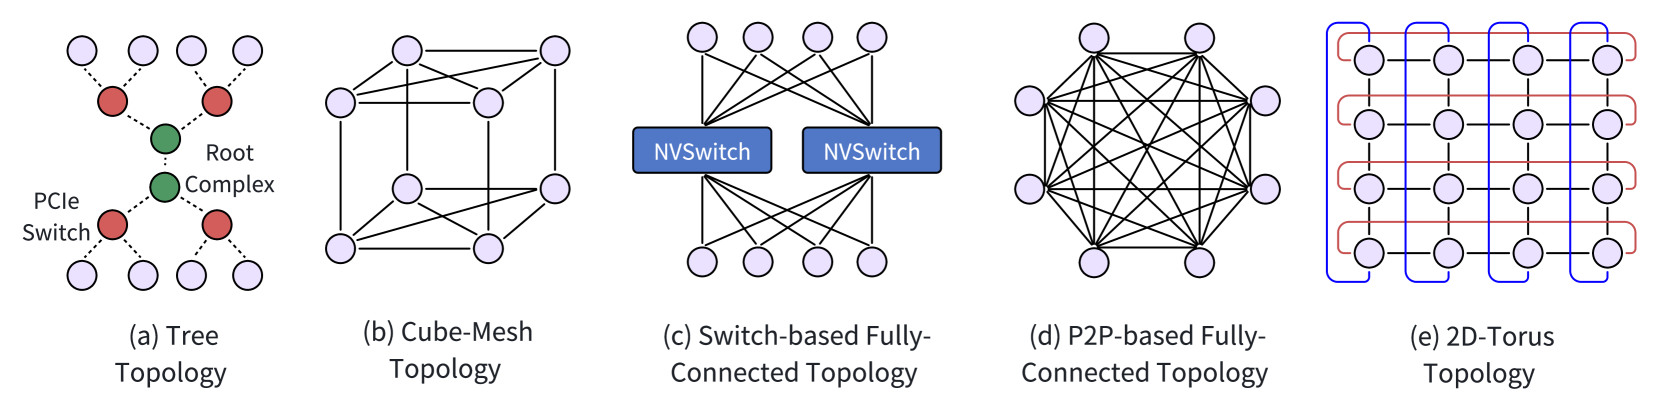 Root
Complex
PCIe
Switch
(a) Tree
Topology
(b) Cube-Mesh
Topology
NVSwitch
NVSwitch
(c) Switch-based Fully-
Connected Topology
(d) P2P-based Fully-
Connected Topology
(e) 2D-Torus
Topology